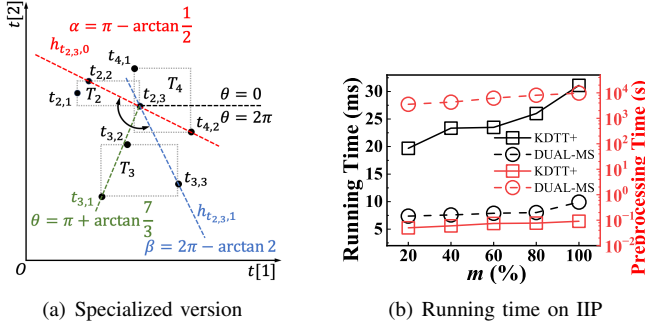 t[2]
α = π − arctan 1/2
h_{t_{2,3},0}
t_{4,1}
t_{2,2}
T_4
t_{2,1}
T_2
t_{2,3}
θ = 0
θ = 2π
t_{3,2}
t_{4,2}
T_3
t_{3,3}
t_{3,1}
h_{t_{2,3},1}
θ = π + arctan 7/3
β = 2π − arctan 2
O
t[1]
(a) Specialized version
Running Time (ms)
30
25
20
15
10
5
KDTT+
DUAL-MS
KDTT+
DUAL-MS
10^4
10^3
10^2
10^1
10^0
10^{-1}
10^{-2}
Preprocessing Time (s)
20 40 60 80 100
m (%)
(b) Running time on IIP